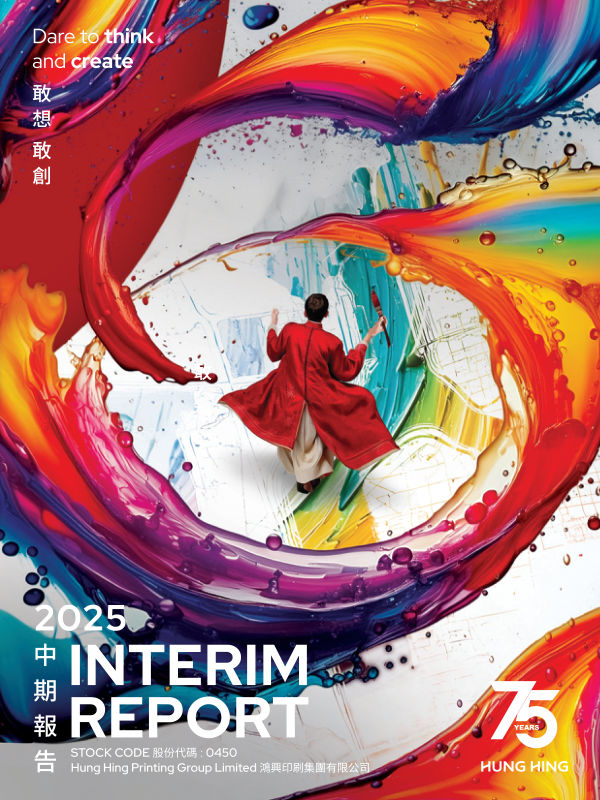 Dare to think
and create
敢想敢創
2025
中期報告
INTERIM
REPORT
STOCK CODE 股份代碼 : 0450
Hung Hing Printing Group Limited 鴻興印刷集團有限公司
75
YEARS
HUNG HING